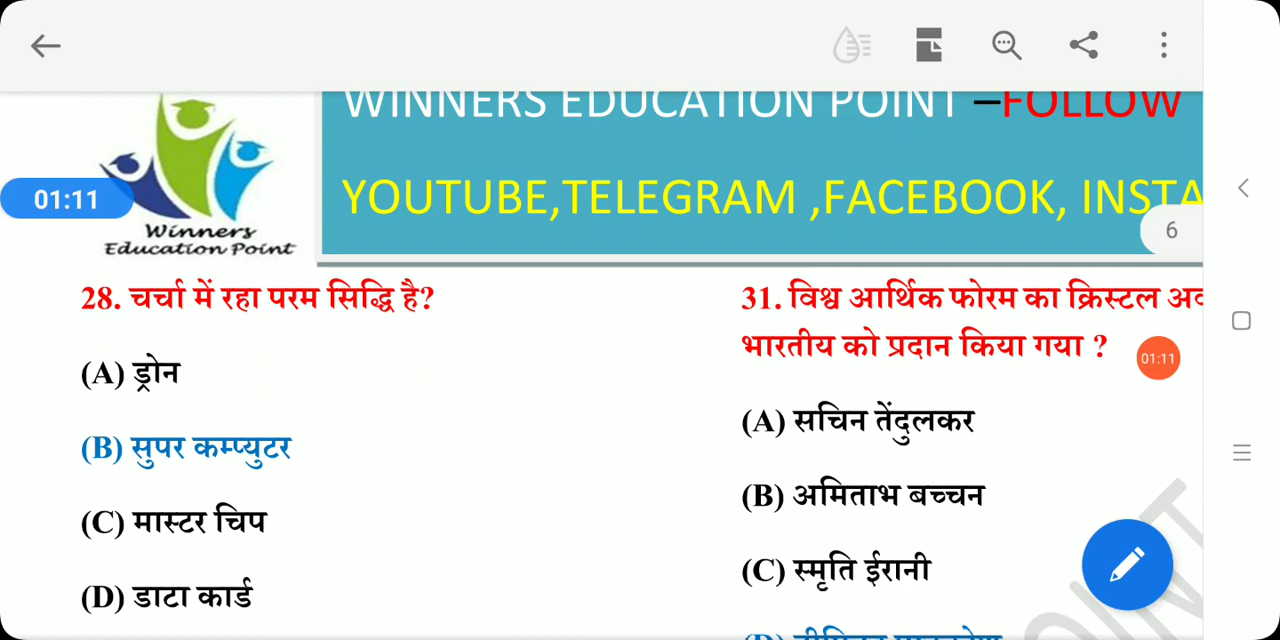 WINNERS EDUCATION POINT –FOLLOW
YOUTUBE,TELEGRAM ,FACEBOOK, INSTA
01:11
Winners
Education Point
6
28. चर्चा में रहा परम सिद्धि है?
(A) ड्रोन
(B) सुपर कम्प्युटर
(C) मास्टर चिप
(D) डाटा कार्ड
31. विश्व आर्थिक फोरम का क्रिस्टल
भारतीय को प्रदान किया गया ?
01:11
(A) सचिन तेंदुलकर
(B) अमिताभ बच्चन
(C) स्मृति ईरानी